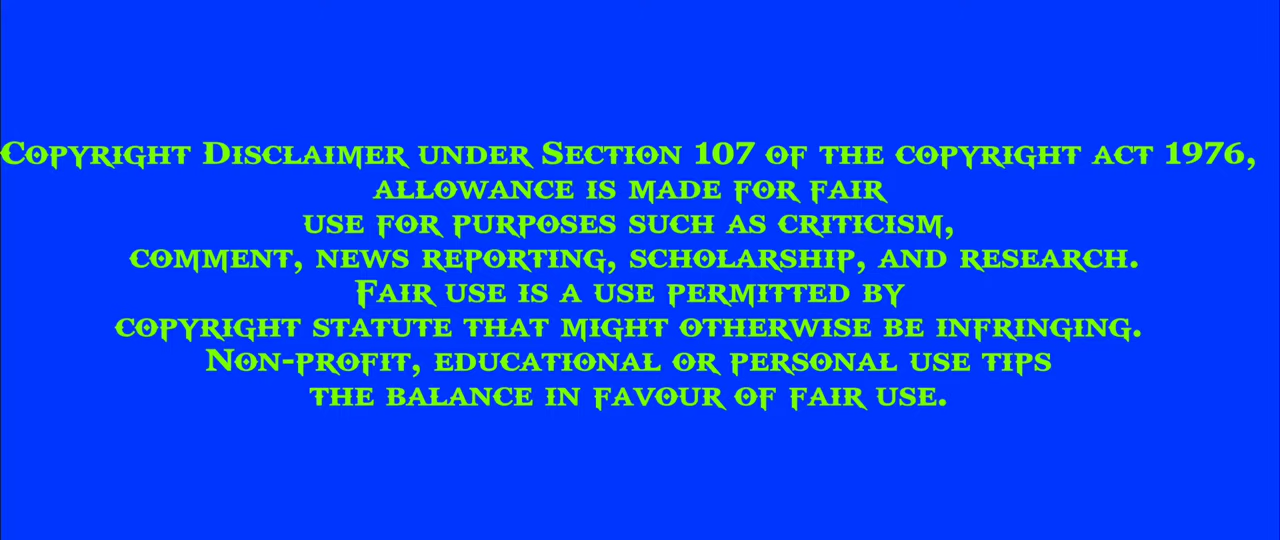 Copyright Disclaimer under Section 107 of the copyright act 1976,
allowance is made for fair
use for purposes such as criticism,
comment, news reporting, scholarship, and research.
Fair use is a use permitted by
copyright statute that might otherwise be infringing.
Non-profit, educational or personal use tips
the balance in favour of fair use.